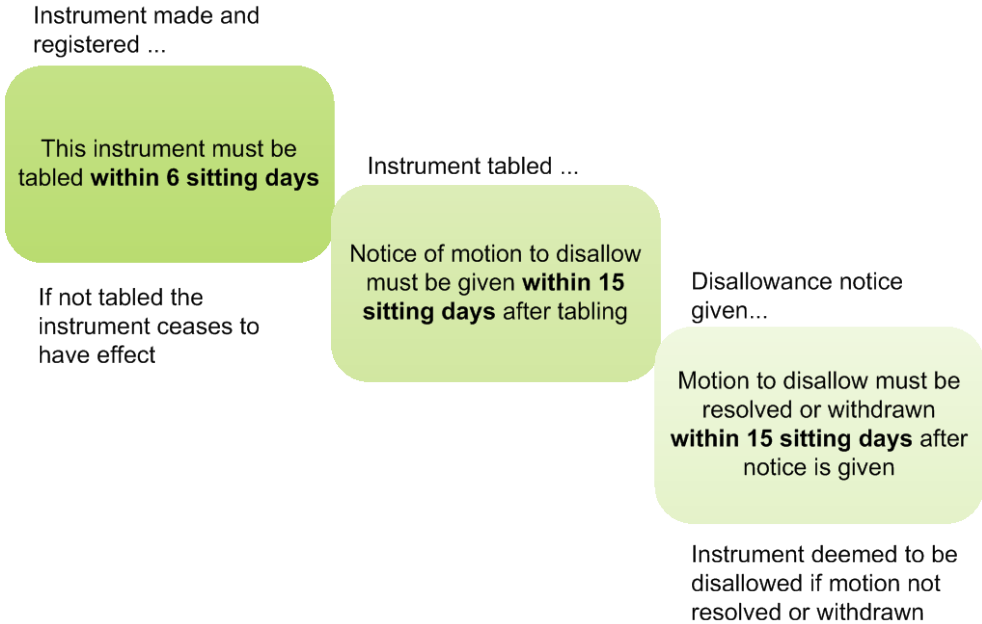 Instrument made and
registered ...
This instrument must be
tabled within 6 sitting days
If not tabled the
instrument ceases to
have effect
Instrument tabled ...
Notice of motion to disallow
must be given within 15
sitting days after tabling
Disallowance notice
given...
Motion to disallow must be
resolved or withdrawn
within 15 sitting days after
notice is given
Instrument deemed to be
disallowed if motion not
resolved or withdrawn